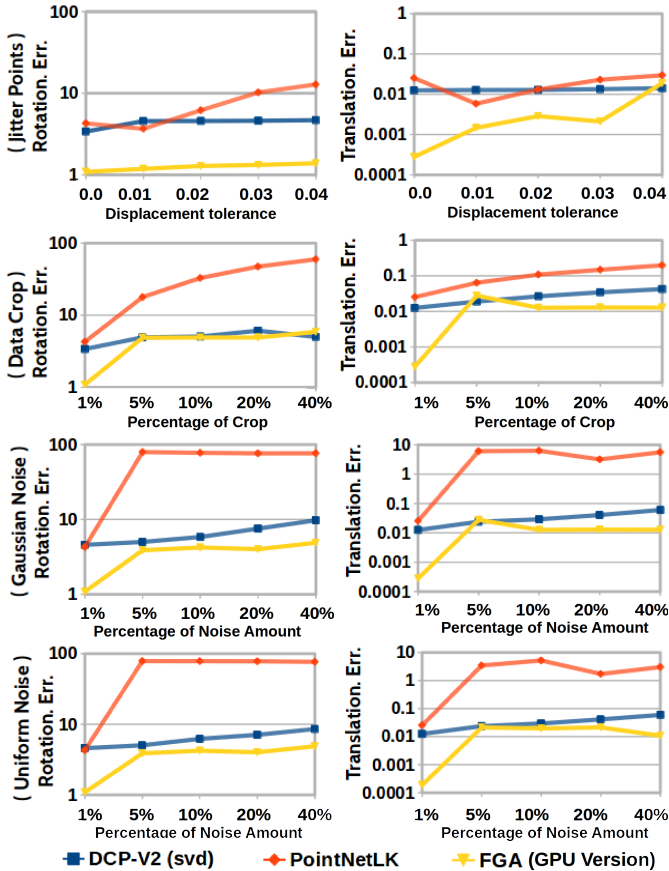 ( Jitter Points )
Rotation. Err.
100
10
1
0.0 0.01 0.02 0.03 0.04
Displacement tolerance
Translation. Err.
1
0.1
0.01
0.001
0.0001
0.0 0.01 0.02 0.03 0.04
Displacement tolerance
( Data Crop )
Rotation. Err.
100
10
1
1% 5% 10% 20% 40%
Percentage of Crop
Translation. Err.
1
0.1
0.01
0.001
0.0001
1% 5% 10% 20% 40%
Percentage of Crop
( Gaussian Noise )
Rotation. Err.
100
10
1
1% 5% 10% 20% 40%
Percentage of Noise Amount
Translation. Err.
10
1
0.1
0.01
0.001
0.0001
1% 5% 10% 20% 40%
Percentage of Noise Amount
( Uniform Noise )
Rotation. Err.
100
10
1
1% 5% 10% 20% 40%
Percentage of Noise Amount
Translation. Err.
10
1
0.1
0.01
0.001
0.0001
1% 5% 10% 20% 40%
Percentage of Noise Amount
DCP-V2 (svd) PointNetLK FGA (GPU Version)